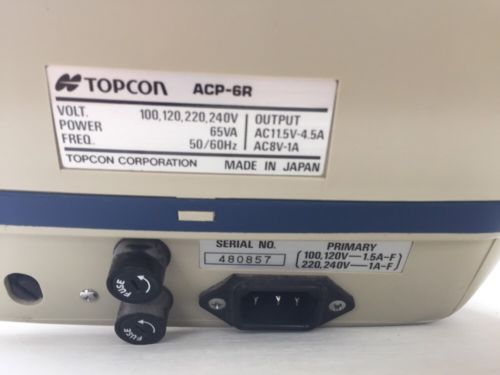 TOPCON ACP-6R
VOLT. 100,120,220,240V
POWER 65VA
FREQ. 50/60Hz
OUTPUT
AC11.5V-4.5A
AC8V-1A
TOPCON CORPORATION MADE IN JAPAN
SERIAL NO.
480857
PRIMARY
(100,120V—1.5A-F)
(220,240V—1A-F)
FUSE
FUSE